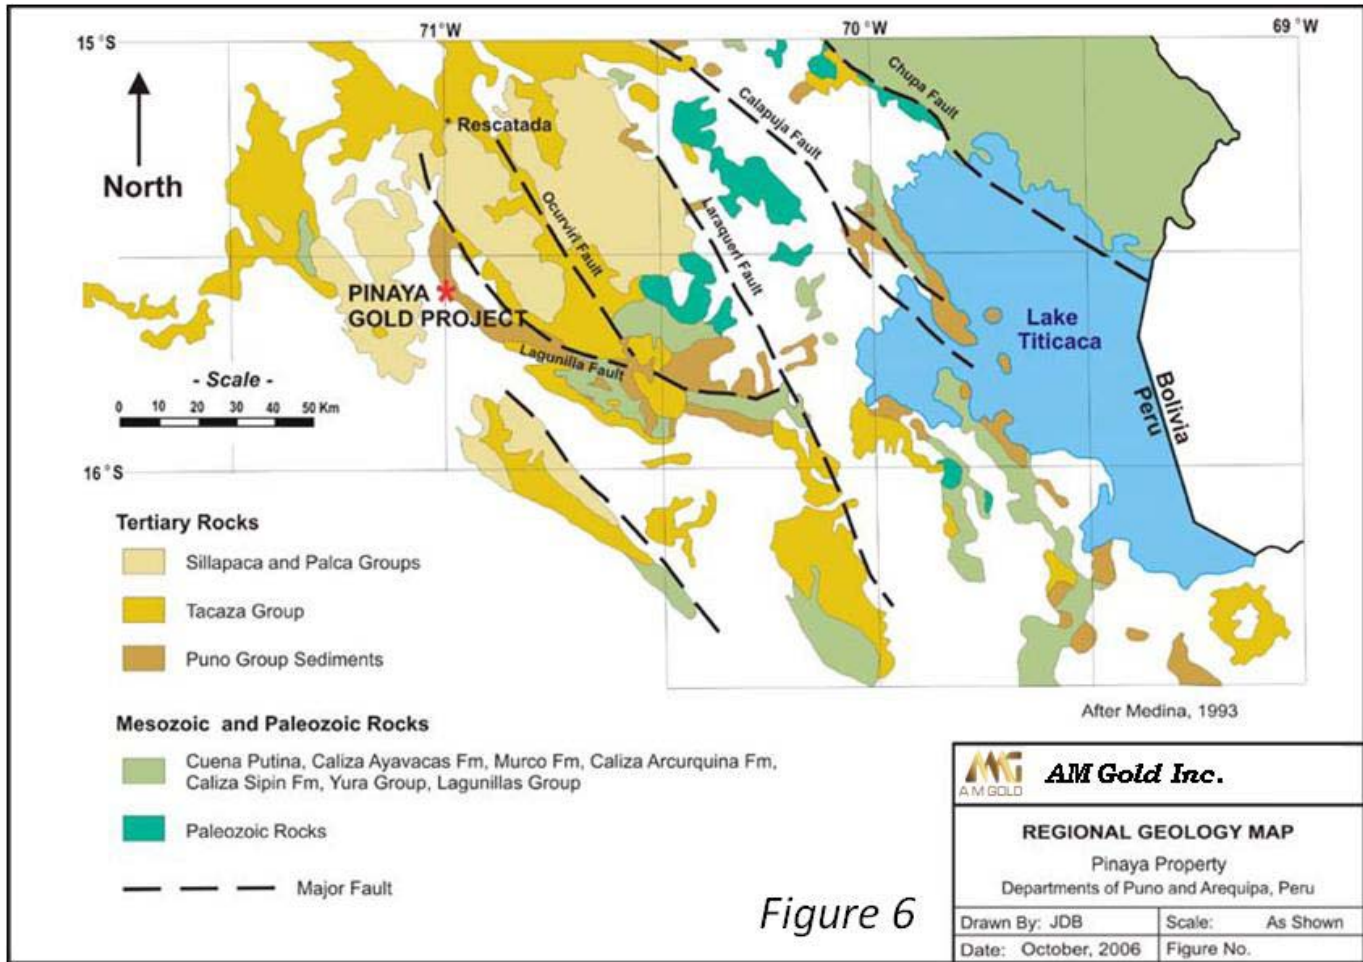 71°W
70°W
69°W
15°S
North
* Rescatada
Chupa Fault
Calapuja Fault
Ocurviri Fault
Laraqueri Fault
PINAYA
GOLD PROJECT
Lagunilla Fault
Lake
Titicaca
Bolivia
Peru
- Scale -
0 10 20 30 40 50 Km
16°S
Tertiary Rocks
Sillapaca and Palca Groups
Tacaza Group
Puno Group Sediments
Mesozoic and Paleozoic Rocks
Cuena Putina, Caliza Ayavacas Fm, Murco Fm, Caliza Arcurquina Fm,
Caliza Sipin Fm, Yura Group, Lagunillas Group
Paleozoic Rocks
Major Fault
After Medina, 1993
Figure 6
AM GOLD
AM Gold Inc.
REGIONAL GEOLOGY MAP
Pinaya Property
Departments of Puno and Arequipa, Peru
Drawn By: JDB
Scale: As Shown
Date: October, 2006
Figure No.